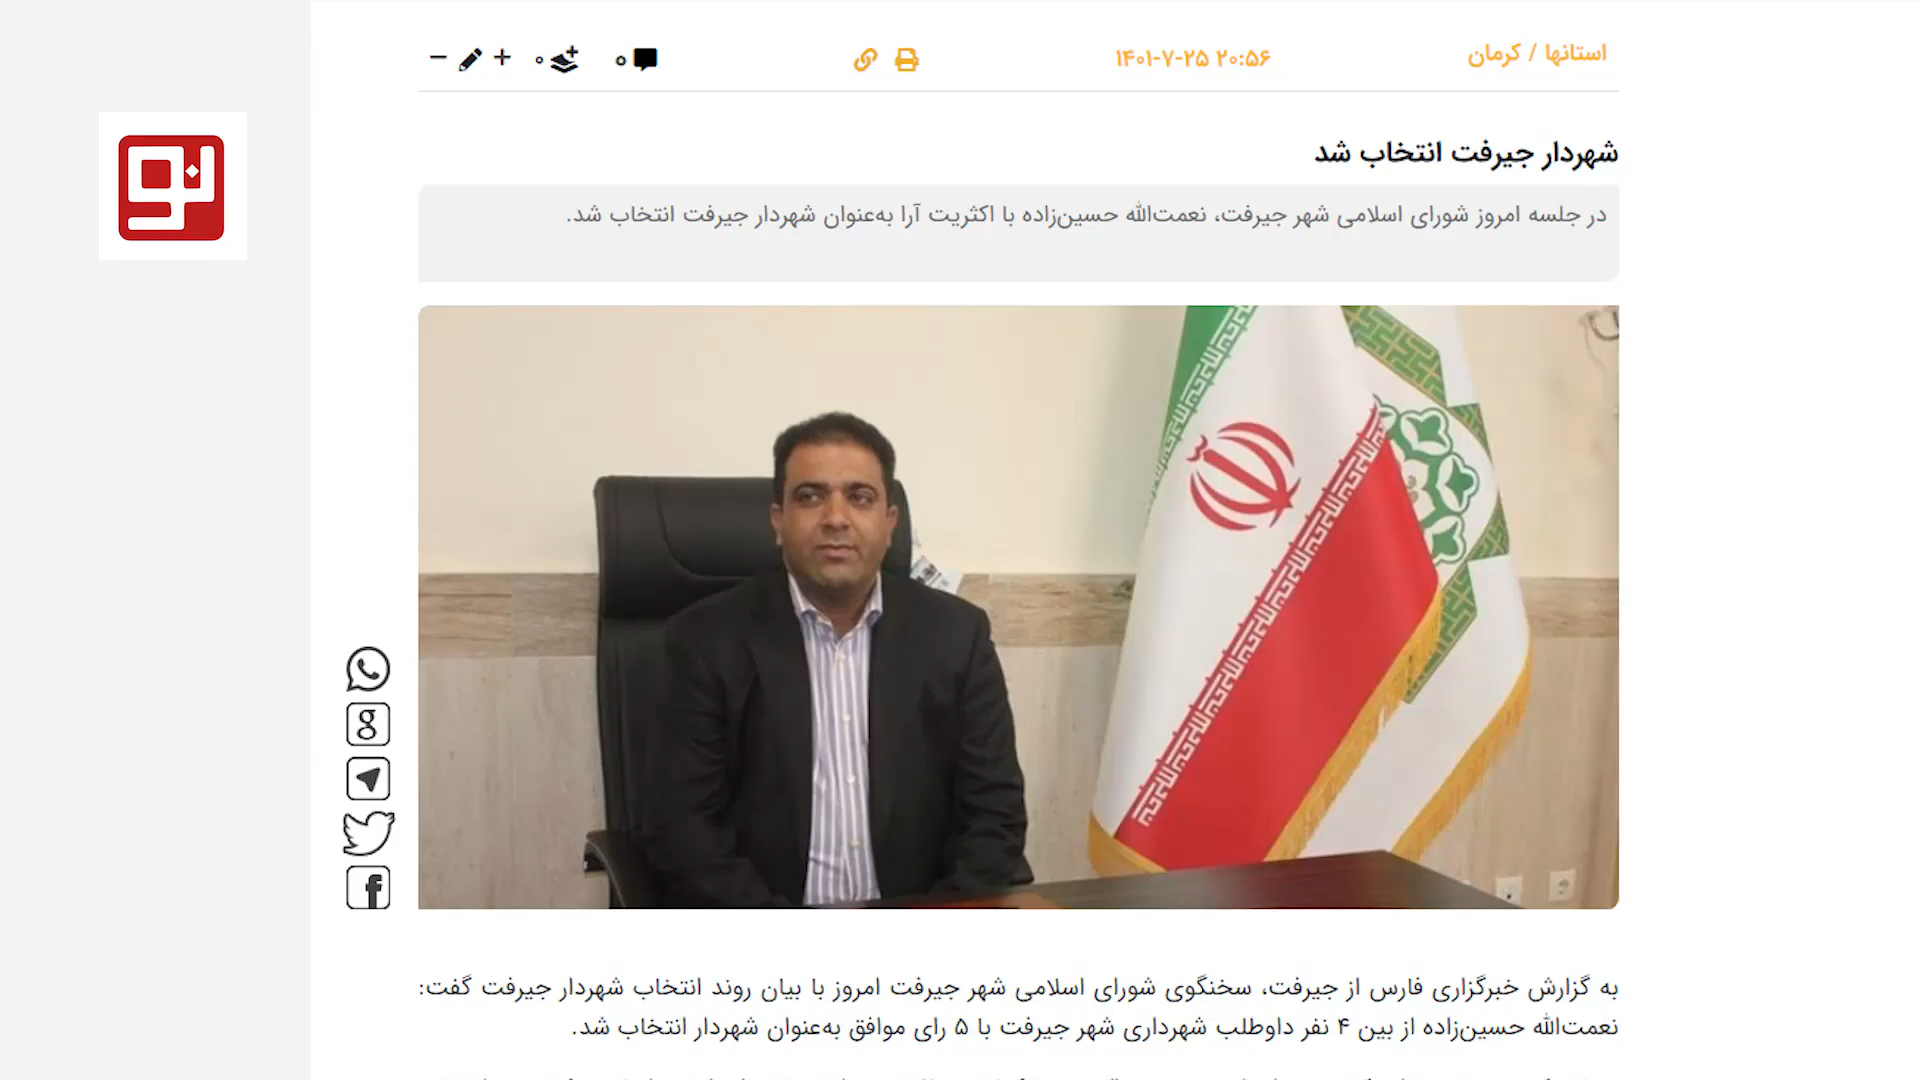 استانها / کرمان
۱۴۰۱-۷-۲۵ ۲۰:۵۶
۰
۰
شهردار جیرفت انتخاب شد
در جلسه امروز شورای اسلامی شهر جیرفت، نعمت‌الله حسین‌زاده با اکثریت آرا به‌عنوان شهردار جیرفت انتخاب شد.
به گزارش خبرگزاری فارس از جیرفت، سخنگوی شورای اسلامی شهر جیرفت امروز با بیان روند انتخاب شهردار جیرفت گفت:
نعمت‌الله حسین‌زاده از بین ۴ نفر داوطلب شهرداری شهر جیرفت با ۵ رای موافق به‌عنوان شهردار انتخاب شد.